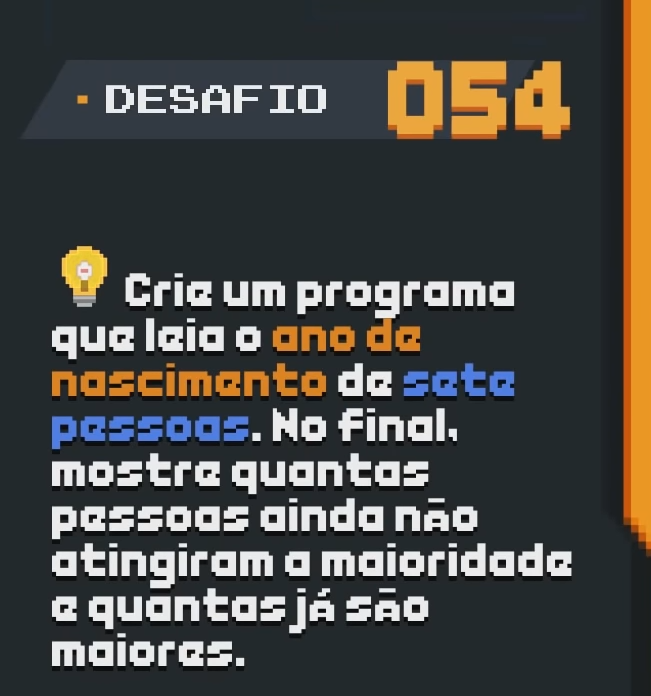 DESAFIO 054
Crie um programa
que leia o ano de
nascimento de sete
pessoas. No final,
mostre quantas
pessoas ainda não
atingiram a maioridade
e quantas já são
maiores.